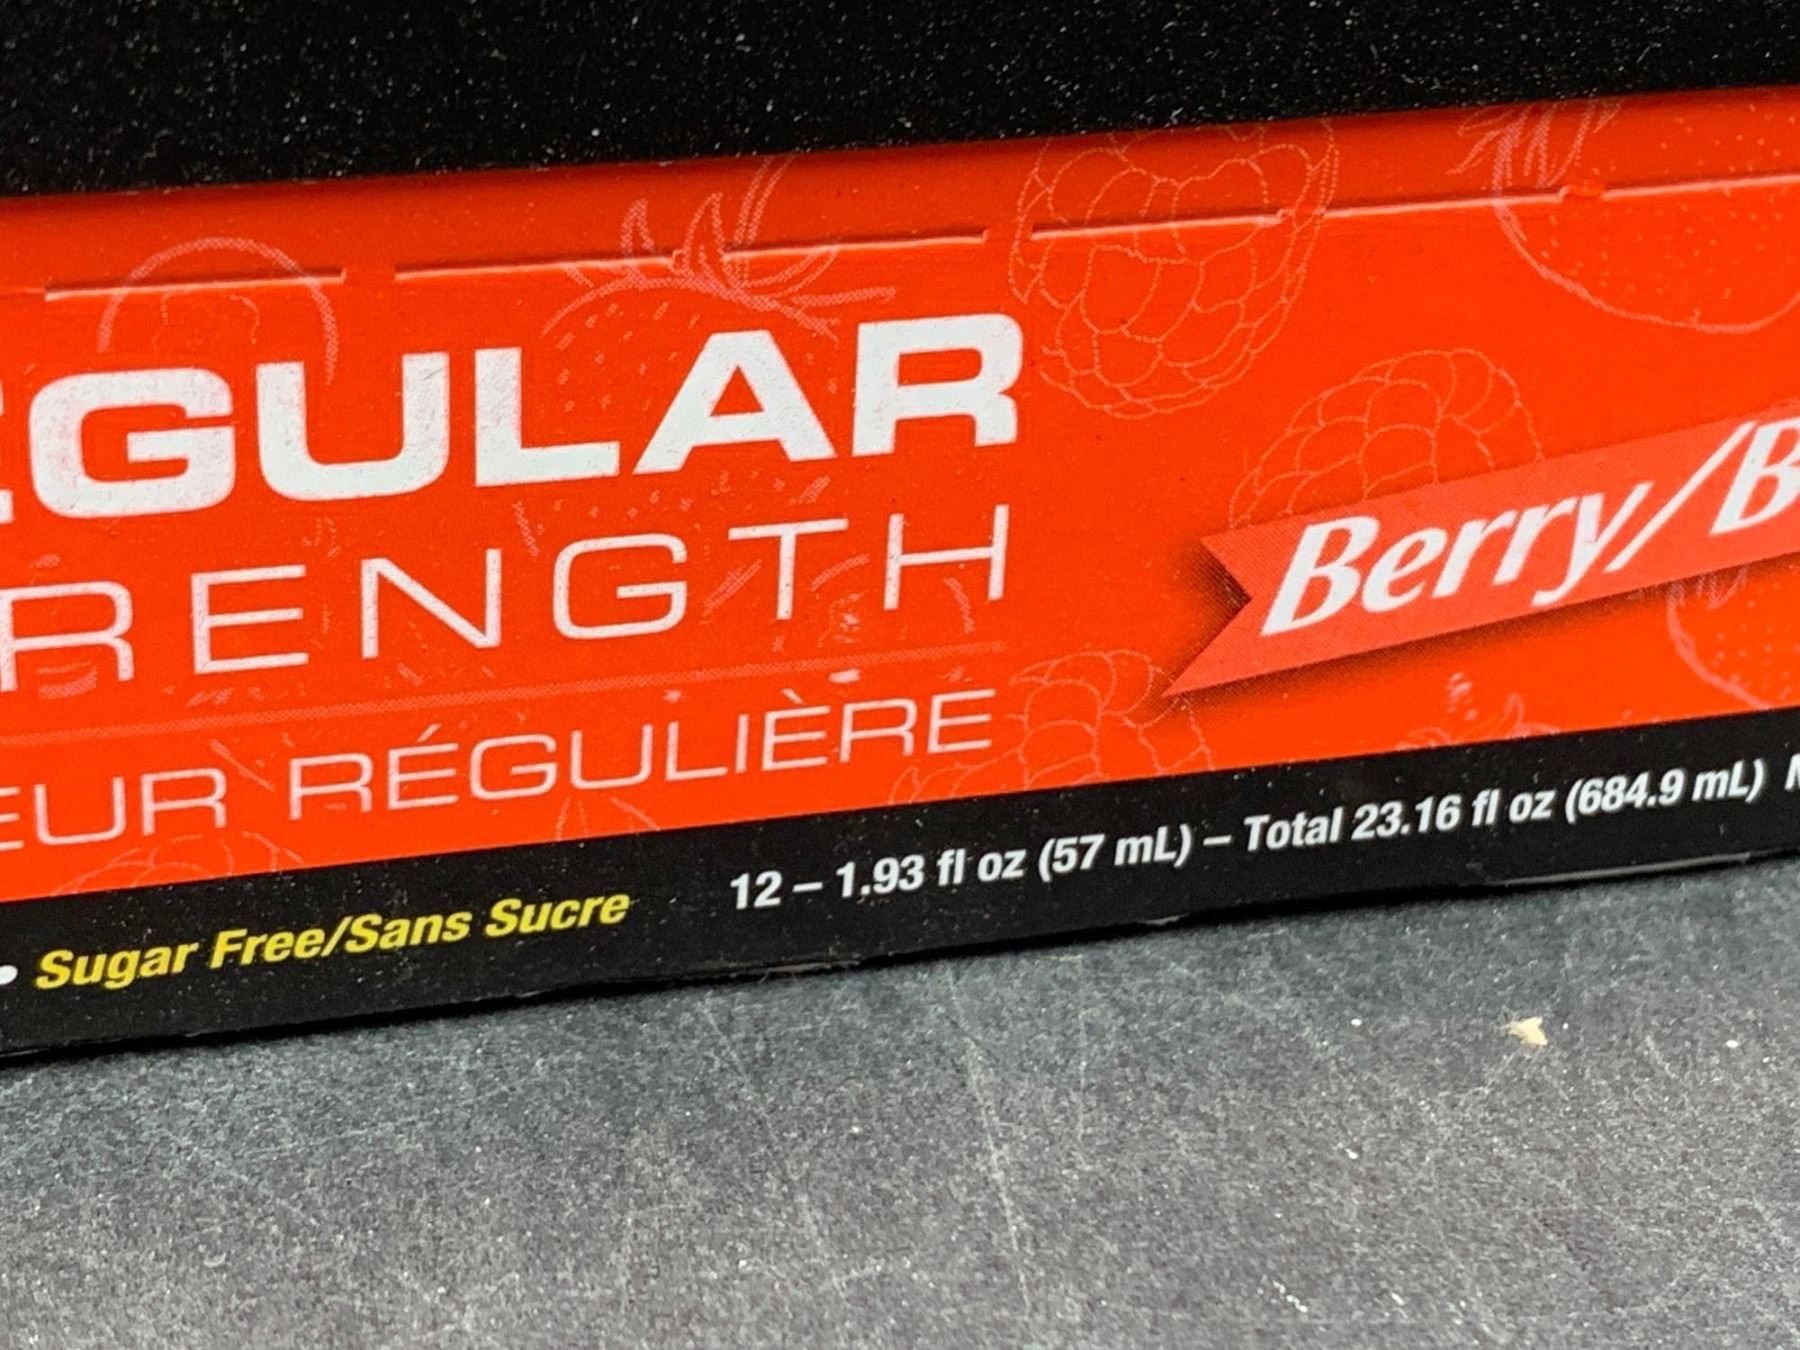 EGULAR
RENGTH
EUR RÉGULIÈRE
Berry/B
• Sugar Free/Sans Sucre
12 – 1.93 fl oz (57 mL) – Total 23.16 fl oz (684.9 mL)